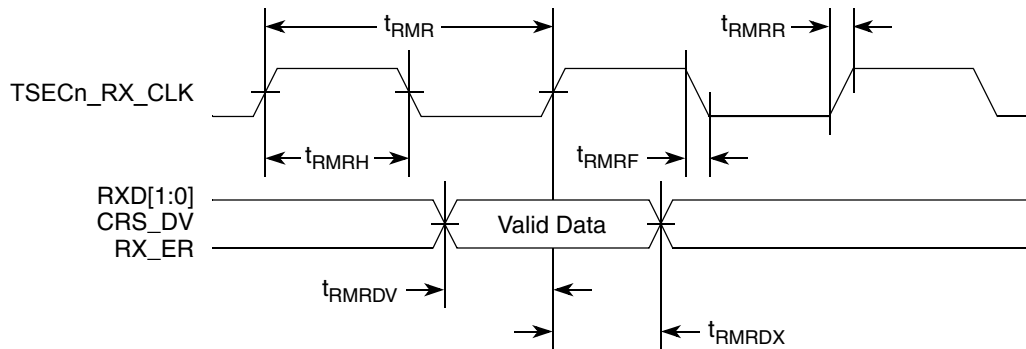 tRMR
tRMRR
TSECn_RX_CLK
tRMRH
tRMRF
RXD[1:0]
CRS_DV
RX_ER
Valid Data
tRMRDV
tRMRDX